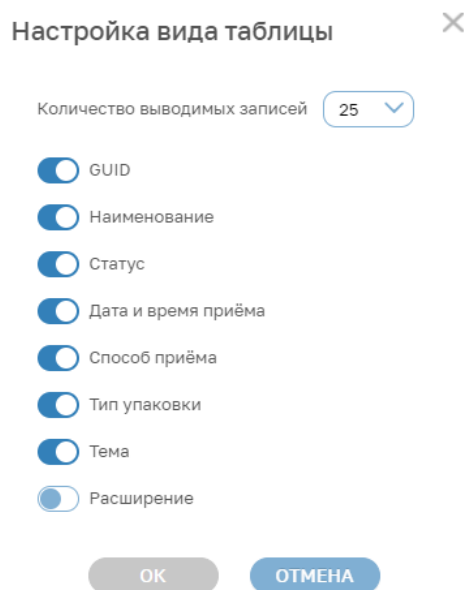 Настройка вида таблицы
Количество выводимых записей 25
GUID
Наименование
Статус
Дата и время приёма
Способ приёма
Тип упаковки
Тема
Расширение
ОК ОТМЕНА